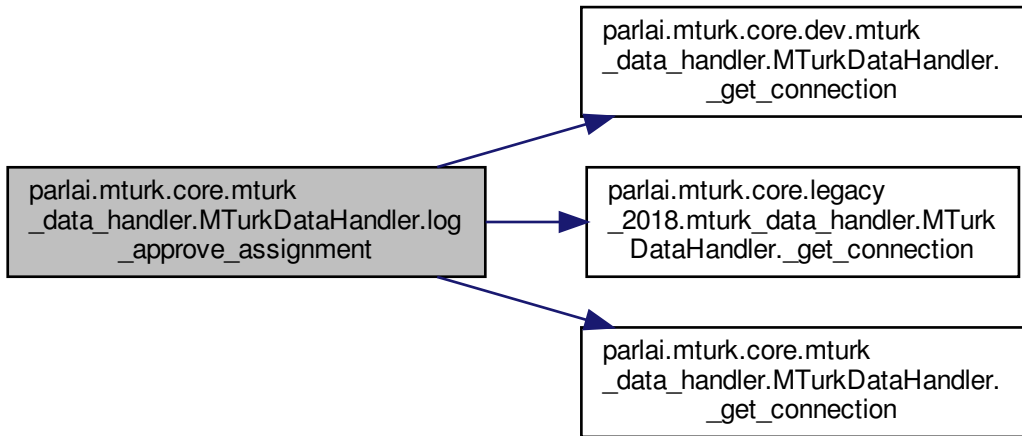 parlai.mturk.core.dev.mturk
_data_handler.MTurkDataHandler.
_get_connection
parlai.mturk.core.mturk
_data_handler.MTurkDataHandler.log
_approve_assignment
parlai.mturk.core.legacy
_2018.mturk_data_handler.MTurk
DataHandler._get_connection
parlai.mturk.core.mturk
_data_handler.MTurkDataHandler.
_get_connection